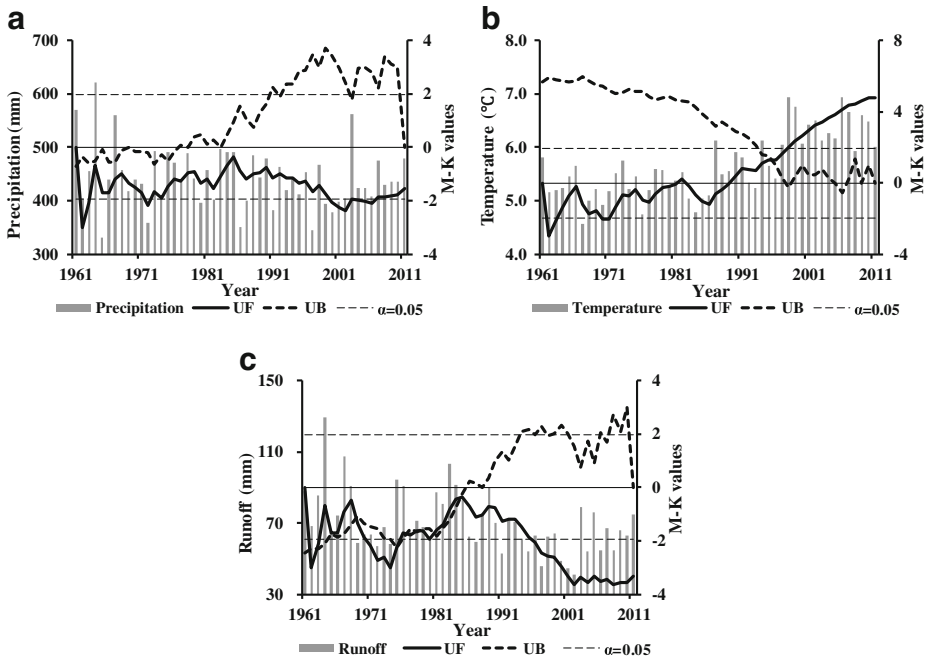 a
700
600
500
400
300
Precipitation(mm)
4
2
0
-2
-4
M-K values
1961 1971 1981 1991 2001 2011
Year
Precipitation UF UB α=0.05
b
8.0
7.0
6.0
5.0
4.0
Temperature (℃)
8
4
0
-4
M-K values
1961 1971 1981 1991 2001 2011
Year
Temperature UF UB α=0.05
c
150
110
70
30
Runoff (mm)
4
2
0
-2
-4
M-K values
1961 1971 1981 1991 2001 2011
Year
Runoff UF UB α=0.05